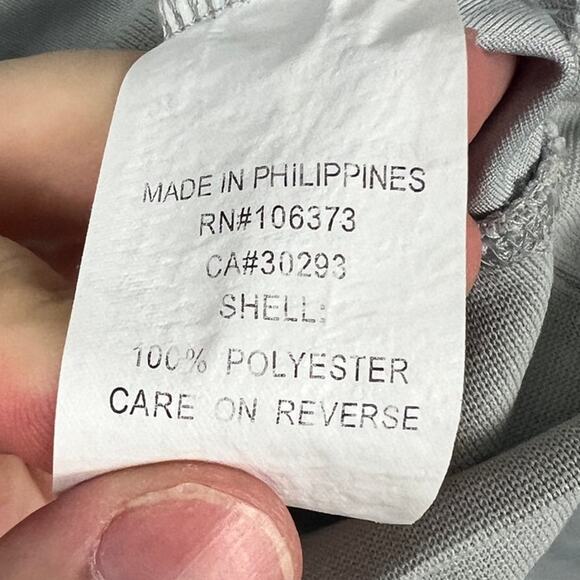 MADE IN PHILIPPINES
RN#106373
CA#30293
SHELL:
100% POLYESTER
CARE ON REVERSE